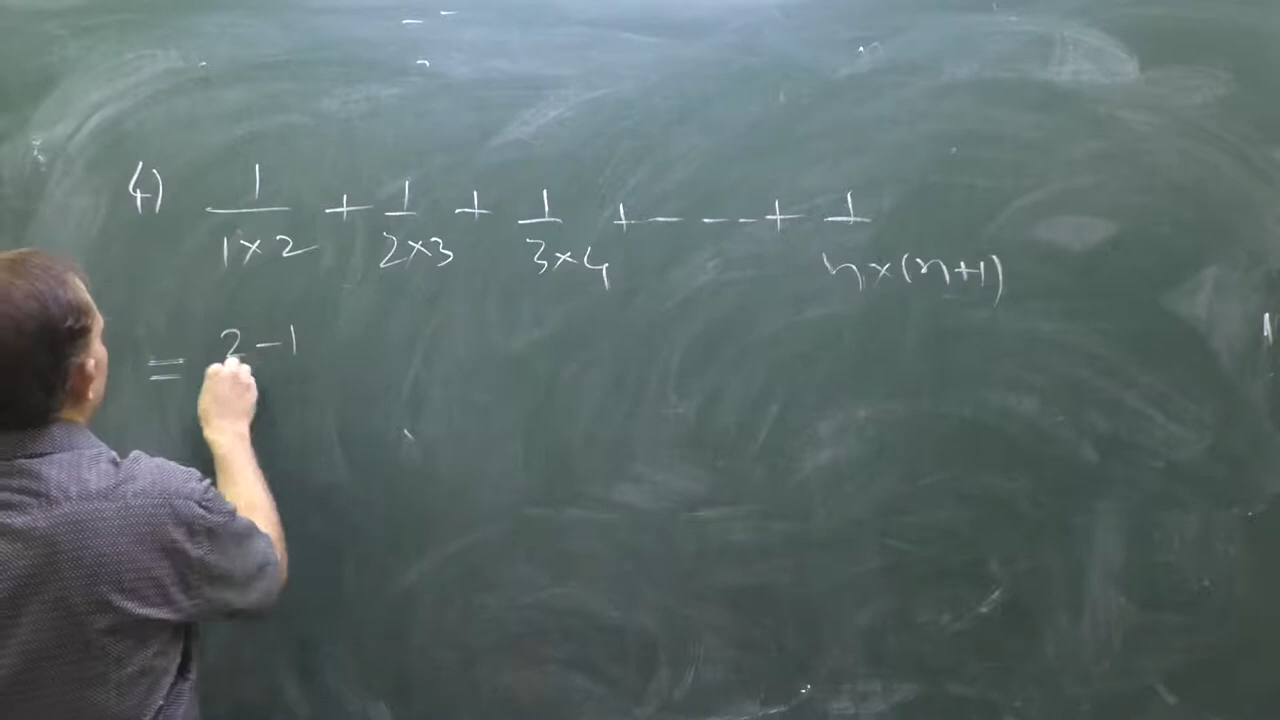 4) 1/(1×2) + 1/(2×3) + 1/(3×4) + - - - - + 1/(n×(n+1))
= 2-1